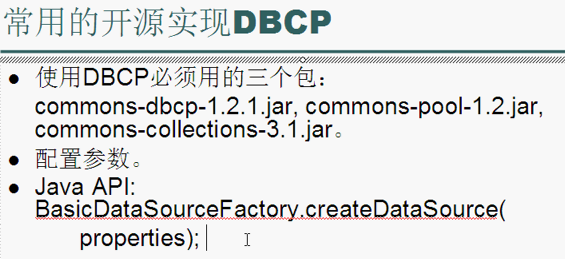 常用的开源实现DBCP
使用DBCP必须用的三个包：
commons-dbcp-1.2.1.jar, commons-pool-1.2.jar,
commons-collections-3.1.jar。
配置参数。
Java API:
BasicDataSourceFactory.createDataSource(
properties);